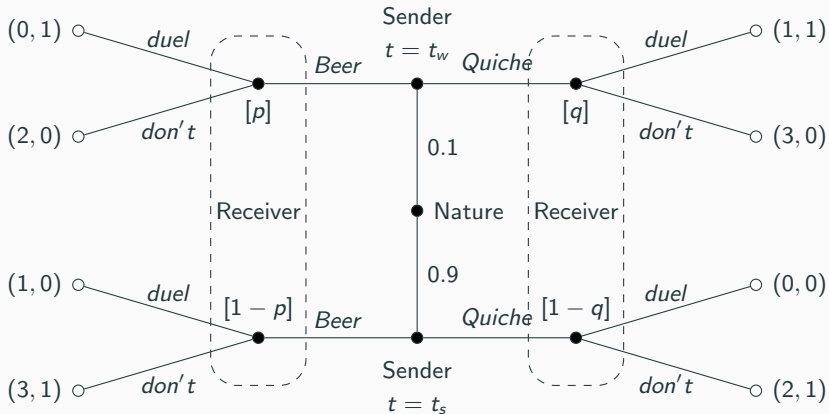 Sender
t = t_w
(0, 1) duel Beer Quiche duel (1, 1)
[p] [q]
(2, 0) don't don't (3, 0)
0.1
Receiver Nature Receiver
0.9
(1, 0) duel [1 − p] Beer Quiche [1 − q] duel (0, 0)
(3, 1) don't don't (2, 1)
Sender
t = t_s